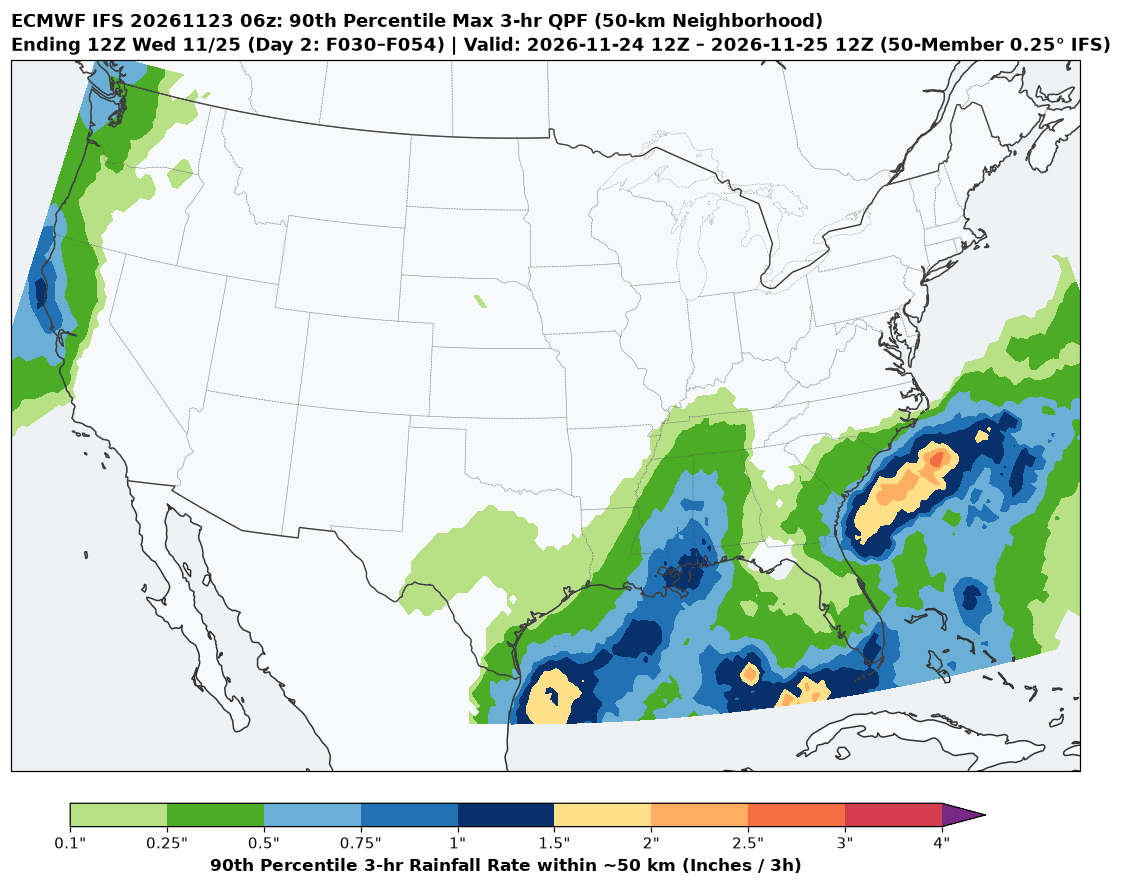 ECMWF IFS 20261123 06z: 90th Percentile Max 3-hr QPF (50-km Neighborhood)
Ending 12Z Wed 11/25 (Day 2: F030–F054) | Valid: 2026-11-24 12Z – 2026-11-25 12Z (50-Member 0.25° IFS)
0.1" 0.25" 0.5" 0.75" 1" 1.5" 2" 2.5" 3" 4"
90th Percentile 3-hr Rainfall Rate within ~50 km (Inches / 3h)